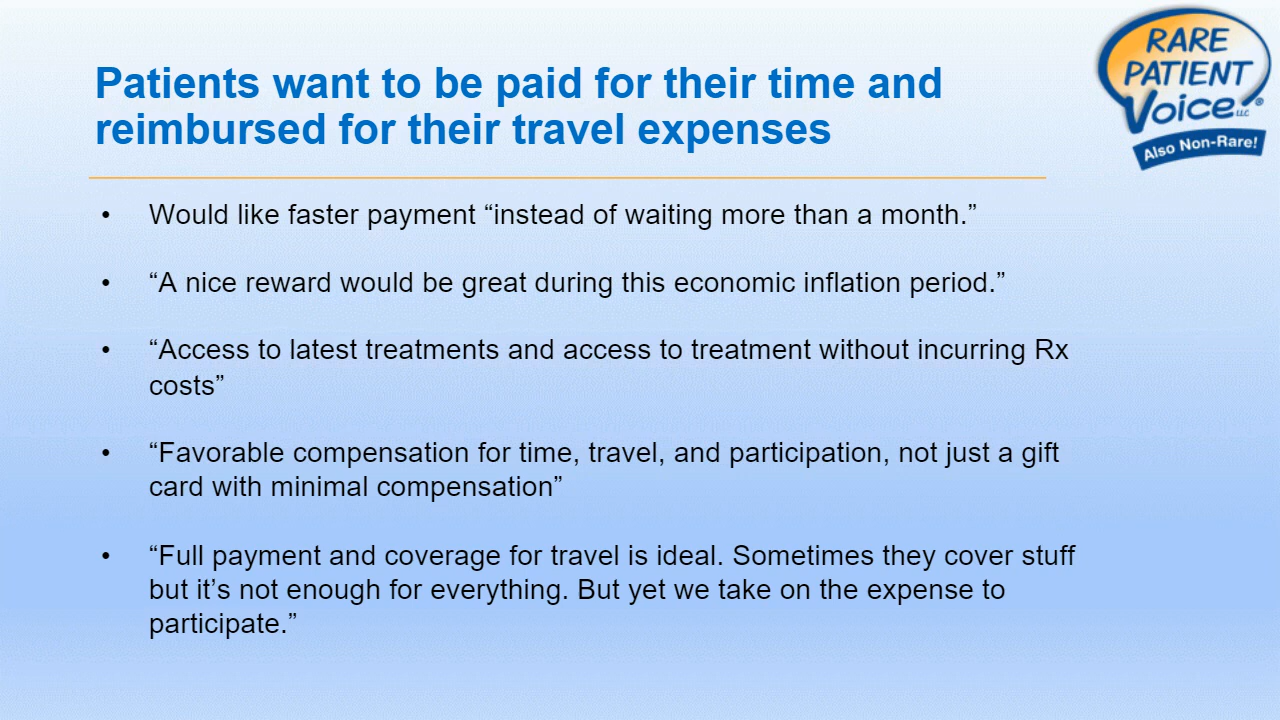 Patients want to be paid for their time and
reimbursed for their travel expenses
RARE
PATIENT
Voice LLC ®
Also Non-Rare!
• Would like faster payment “instead of waiting more than a month.”
• “A nice reward would be great during this economic inflation period.”
• “Access to latest treatments and access to treatment without incurring Rx
costs”
• “Favorable compensation for time, travel, and participation, not just a gift
card with minimal compensation”
• “Full payment and coverage for travel is ideal. Sometimes they cover stuff
but it’s not enough for everything. But yet we take on the expense to
participate.”